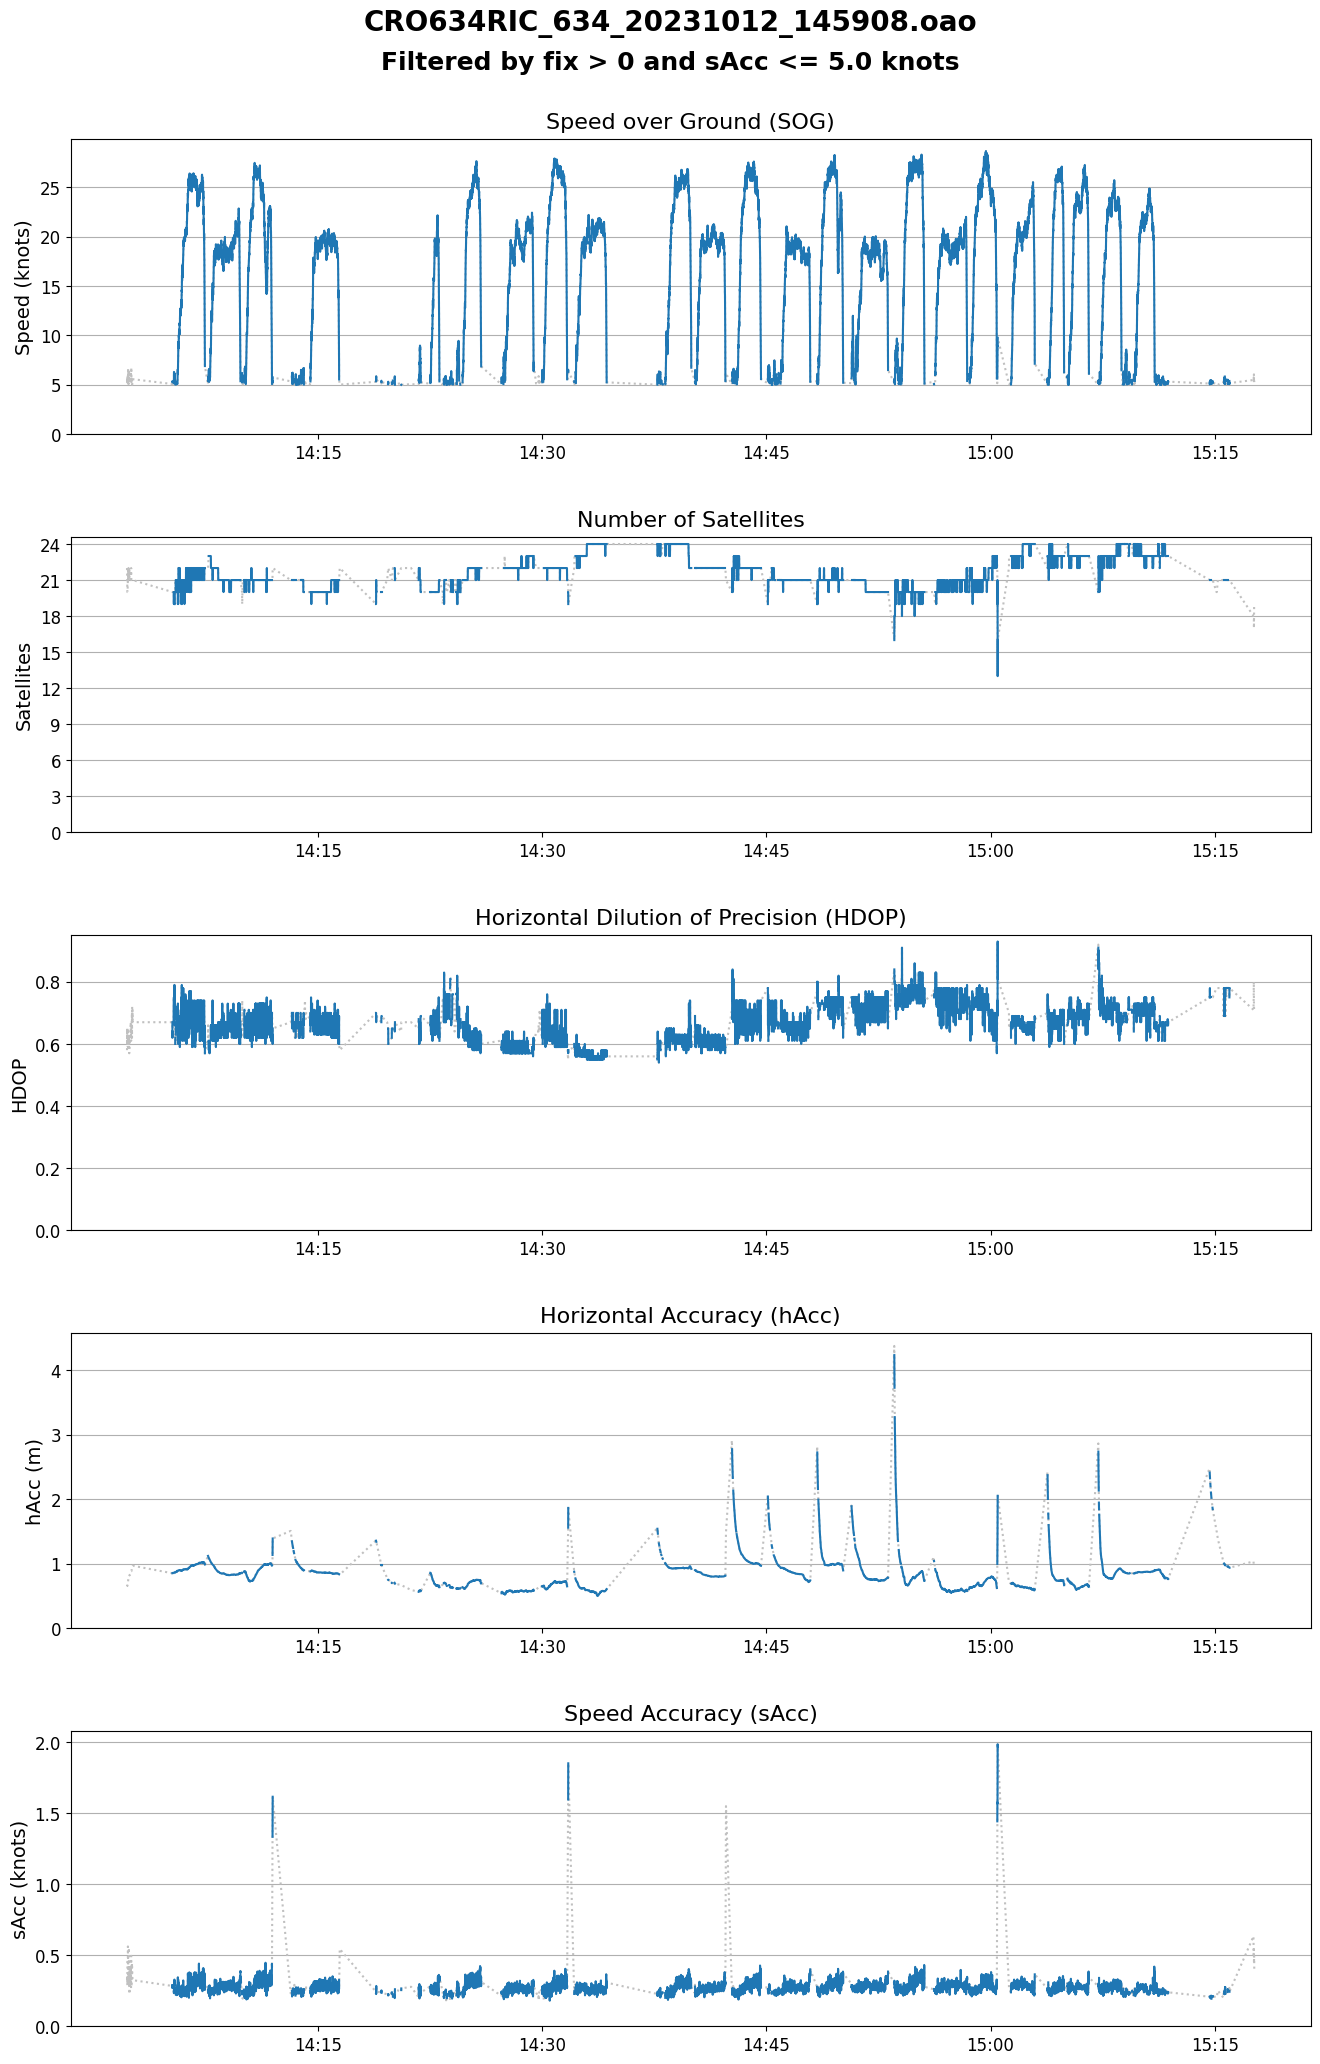 CRO634RIC_634_20231012_145908.oao
Filtered by fix > 0 and sAcc <= 5.0 knots
Speed over Ground (SOG)
Speed (knots)
25
20
15
10
5
0
14:15 14:30 14:45 15:00 15:15
Number of Satellites
Satellites
24
21
18
15
12
9
6
3
0
14:15 14:30 14:45 15:00 15:15
Horizontal Dilution of Precision (HDOP)
HDOP
0.8
0.6
0.4
0.2
0.0
14:15 14:30 14:45 15:00 15:15
Horizontal Accuracy (hAcc)
hAcc (m)
4
3
2
1
0
14:15 14:30 14:45 15:00 15:15
Speed Accuracy (sAcc)
sAcc (knots)
2.0
1.5
1.0
0.5
0.0
14:15 14:30 14:45 15:00 15:15